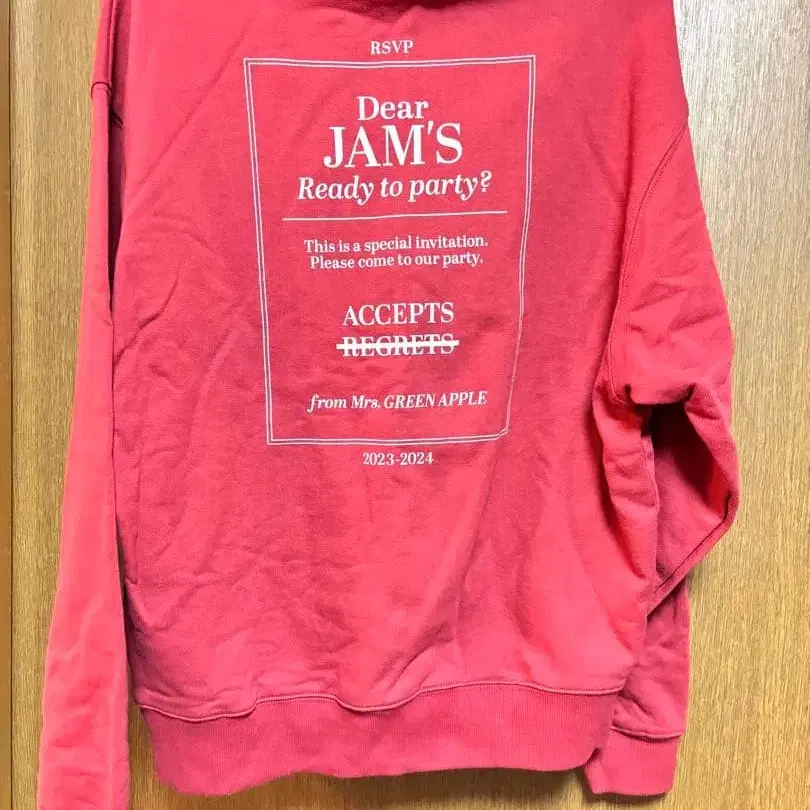 RSVP
Dear
JAM'S
Ready to party?
This is a special invitation.
Please come to our party.
ACCEPTS
REGRETS
from Mrs. GREEN APPLE
2023-2024